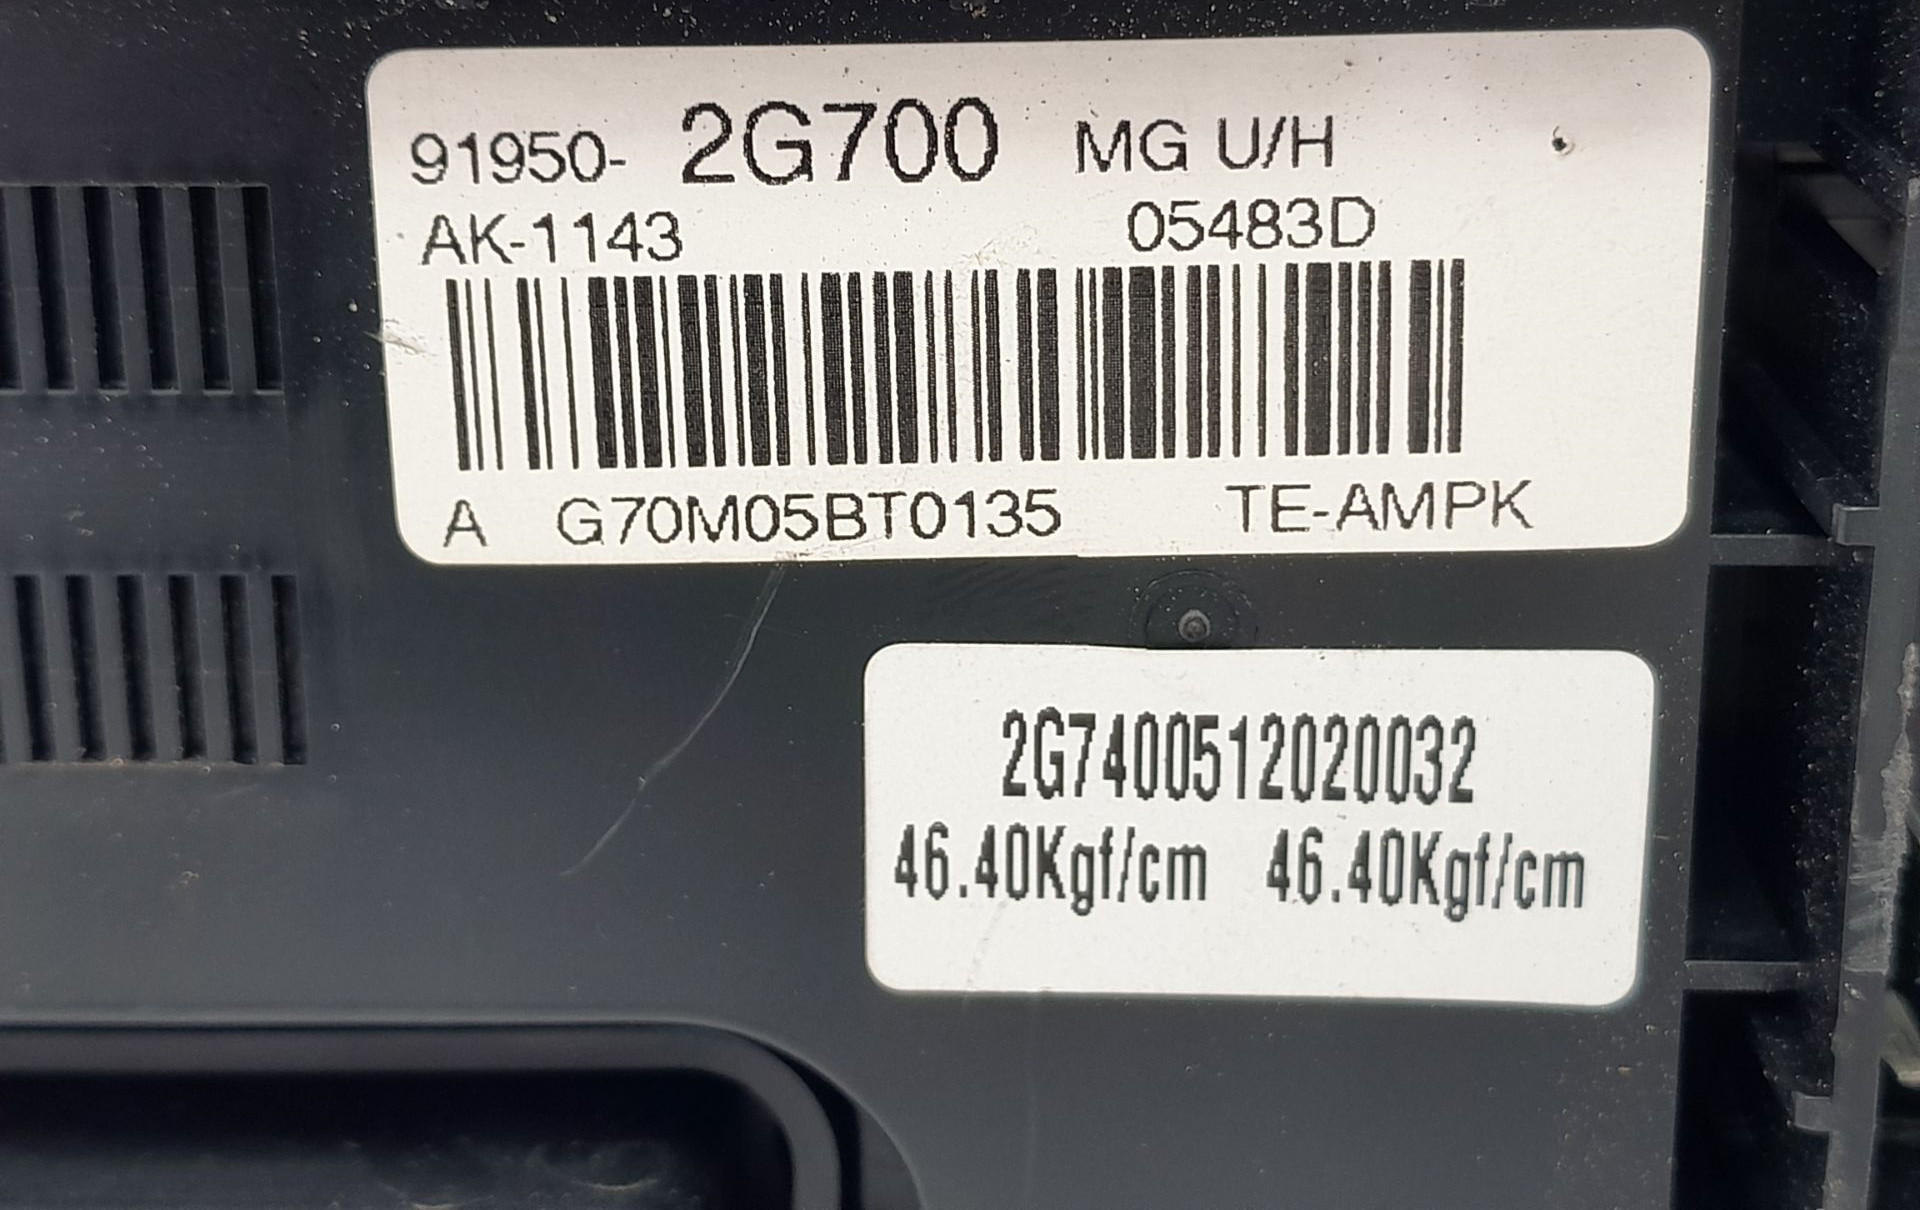 91950- 2G700 MG U/H
AK-1143 05483D
A G70M05BT0135 TE-AMPK
2G7400512020032
46.40Kgf/cm 46.40Kgf/cm